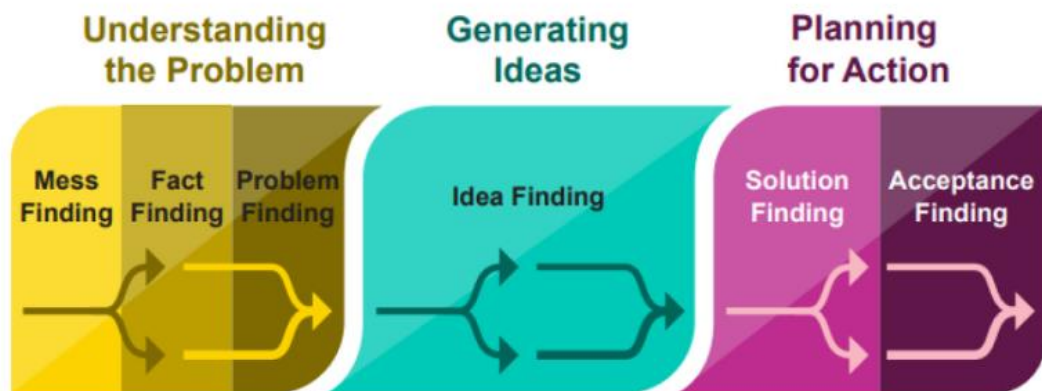 Understanding
the Problem
Generating
Ideas
Planning
for Action
Mess
Finding
Fact
Finding
Problem
Finding
Idea Finding
Solution
Finding
Acceptance
Finding